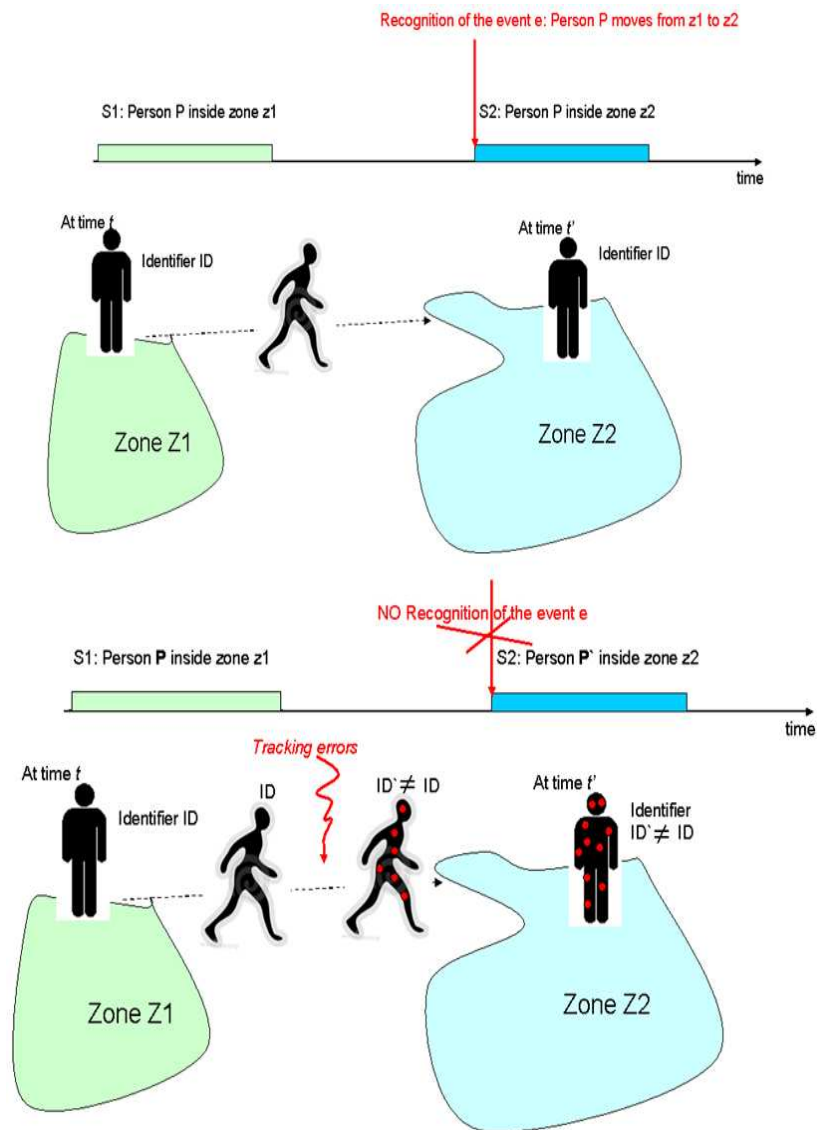 Recognition of the event e: Person P moves from z1 to z2
S1: Person P inside zone z1
S2: Person P inside zone z2
time
At time t
Identifier ID
At time t'
Identifier ID
Zone Z1
Zone Z2
NO Recognition of the event e
S1: Person P inside zone z1
S2: Person P` inside zone z2
time
Tracking errors
At time t
Identifier ID
ID
ID` ≠ ID
At time t'
Identifier
ID` ≠ ID
Zone Z1
Zone Z2